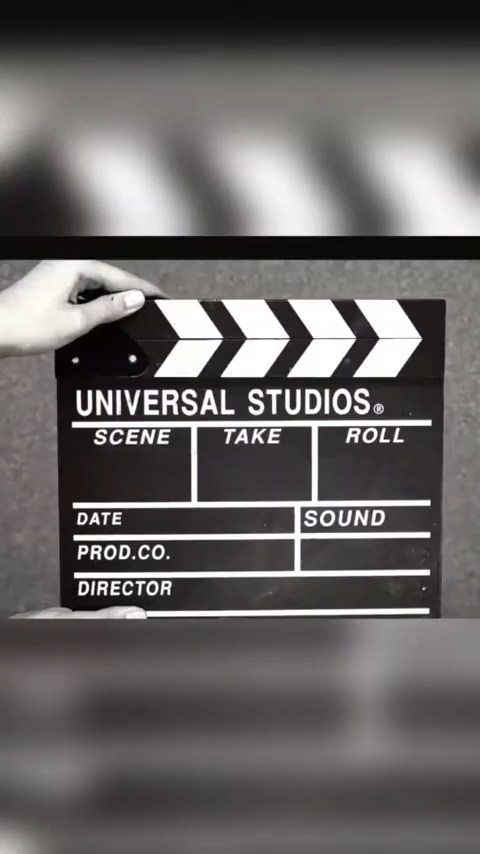 UNIVERSAL STUDIOS®
SCENE TAKE ROLL
DATE SOUND
PROD.CO.
DIRECTOR